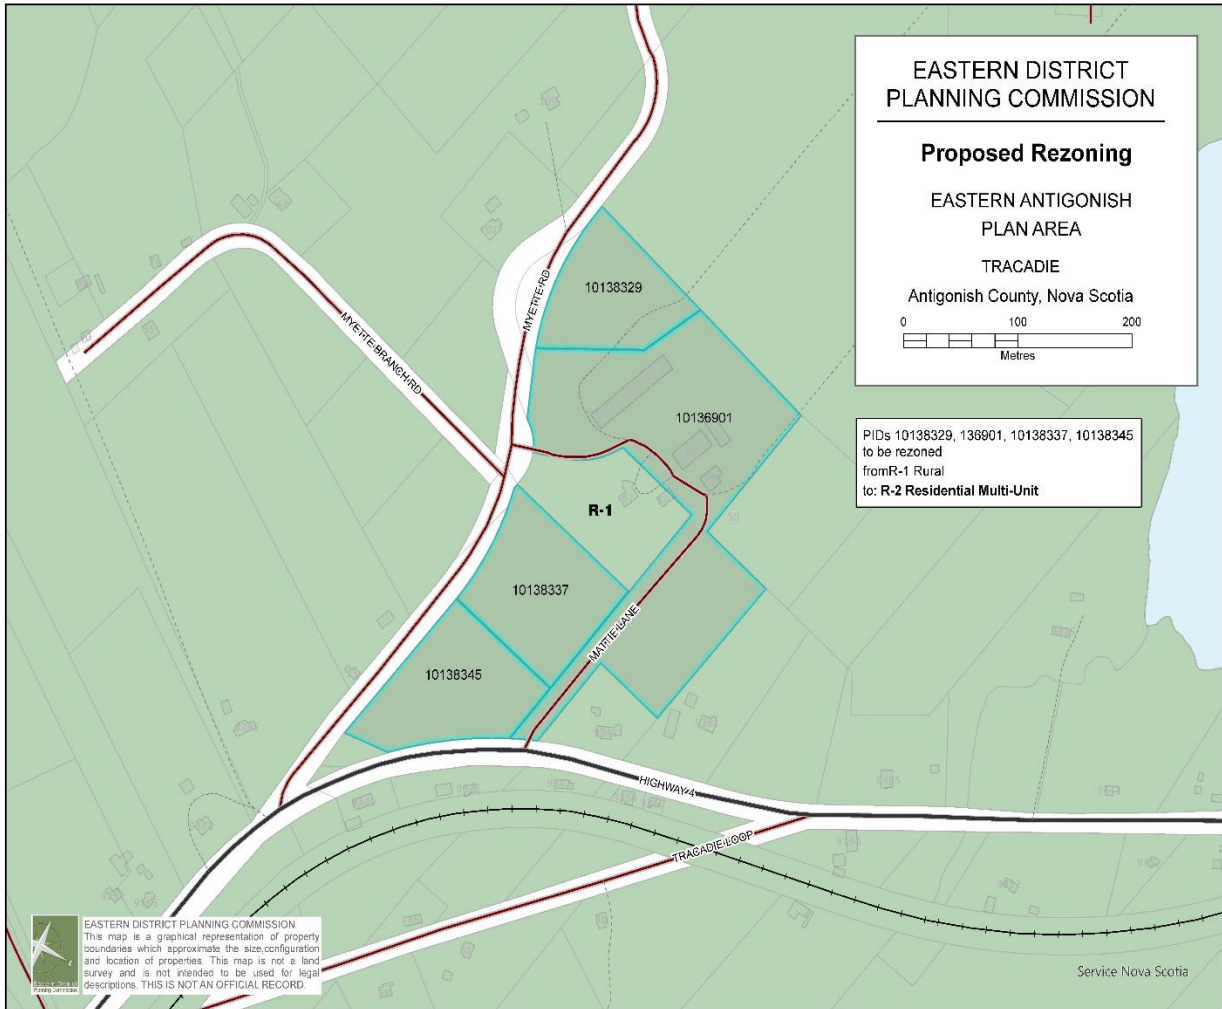 EASTERN DISTRICT
PLANNING COMMISSION
Proposed Rezoning
EASTERN ANTIGONISH
PLAN AREA
TRACADIE
Antigonish County, Nova Scotia
0 100 200
Metres
PIDs 10138329, 136901, 10138337, 10138345
to be rezoned
fromR-1 Rural
to: R-2 Residential Multi-Unit
10138329
MYETTE RD
MYETTE BRANCH RD
10136901
R-1
50
10138337
MATTIE LANE
10138345
HIGHWAY 4
TRACADIE LOOP
EASTERN DISTRICT PLANNING COMMISSION
This map is a graphical representation of property
boundaries which approximate the size,configuration
and location of properties. This map is not a land
survey and is not intended to be used for legal
descriptions. THIS IS NOT AN OFFICIAL RECORD.
Service Nova Scotia